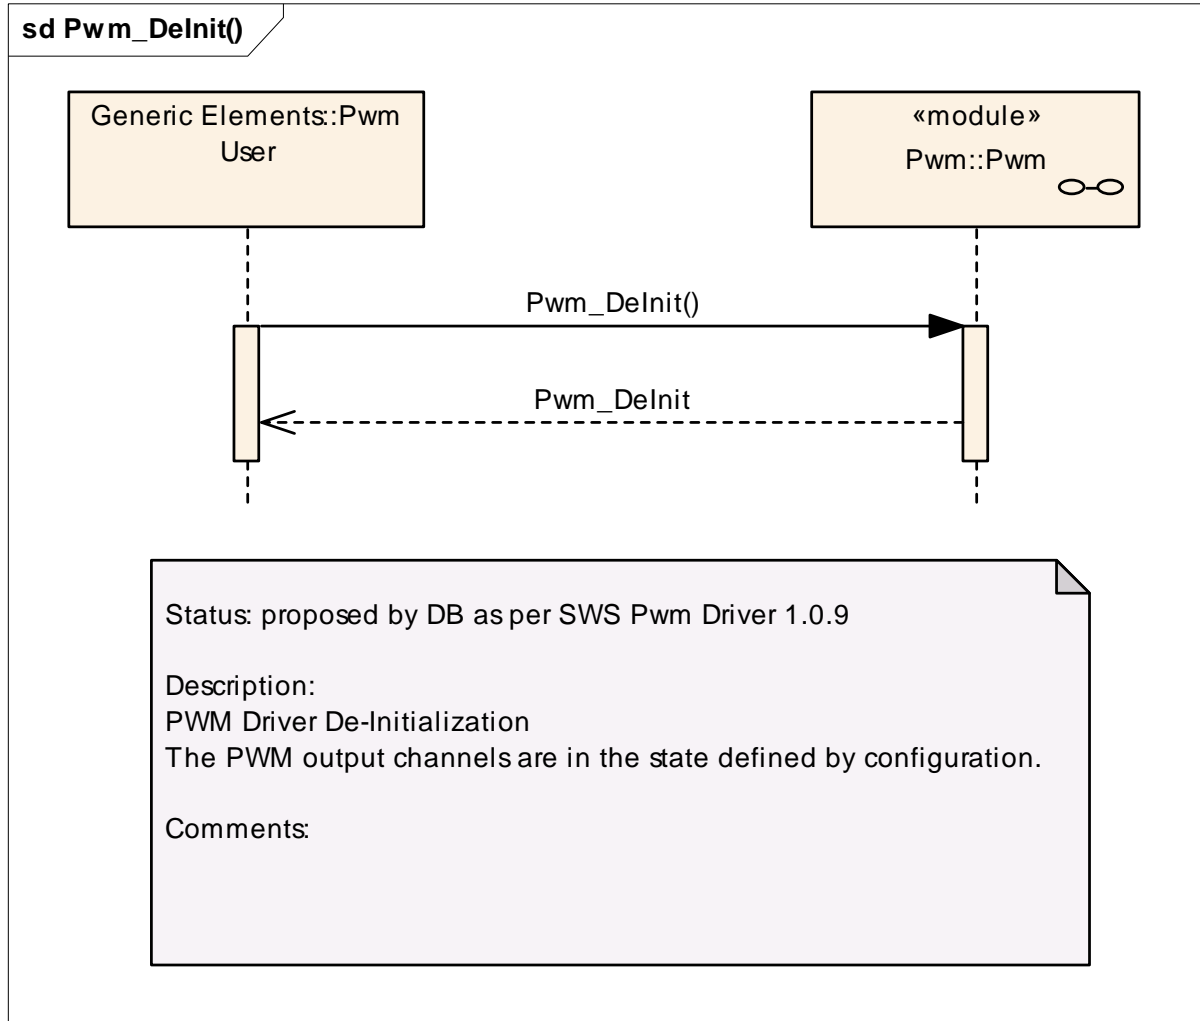 sd Pwm_DeInit()
Generic Elements::Pwm
User
«module»
Pwm::Pwm
Pwm_DeInit()
Pwm_DeInit
Status: proposed by DB as per SWS Pwm Driver 1.0.9
Description:
PWM Driver De-Initialization
The PWM output channels are in the state defined by configuration.
Comments: